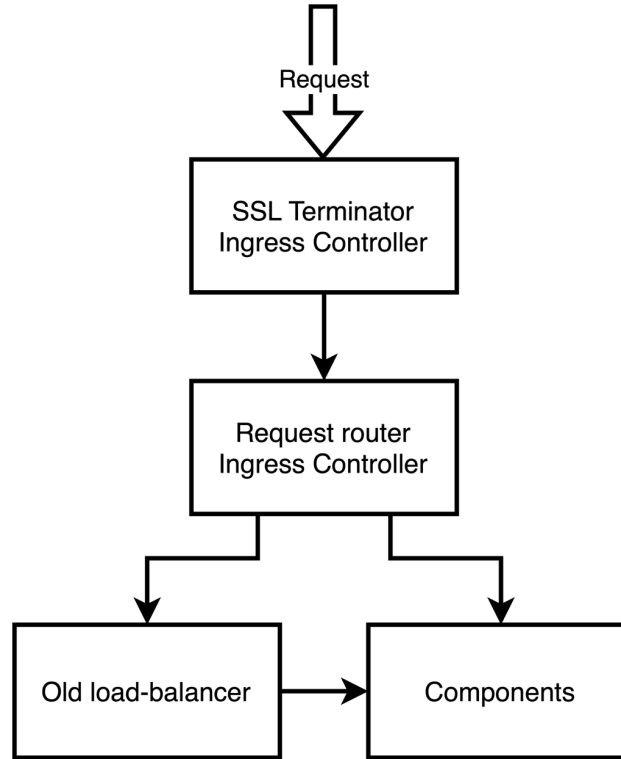 Request
SSL Terminator
Ingress Controller
Request router
Ingress Controller
Old load-balancer
Components